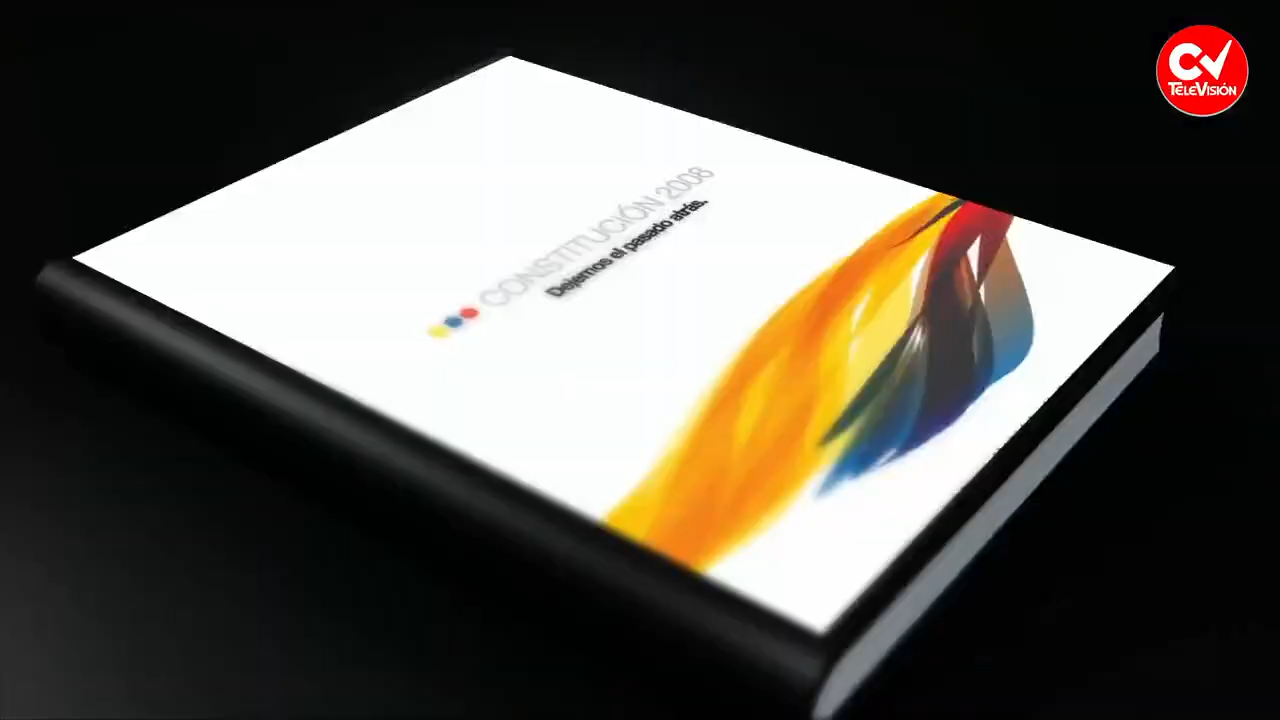 CONSTITUCIÓN 2008
Dejemos el pasado atrás.
CV
TELEVISIÓN